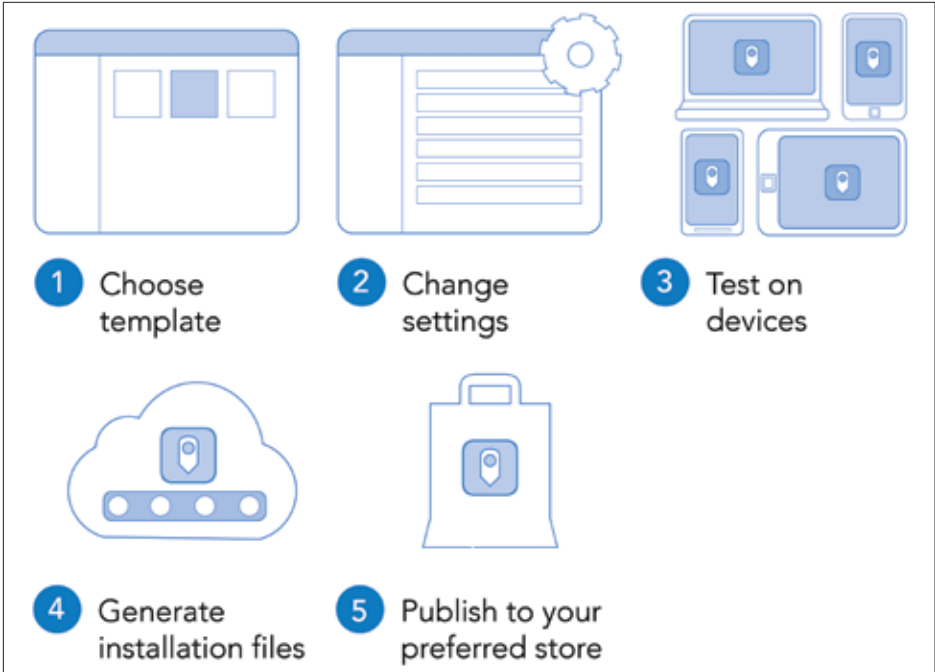 1 Choose
template
2 Change
settings
3 Test on
devices
4 Generate
installation files
5 Publish to your
preferred store